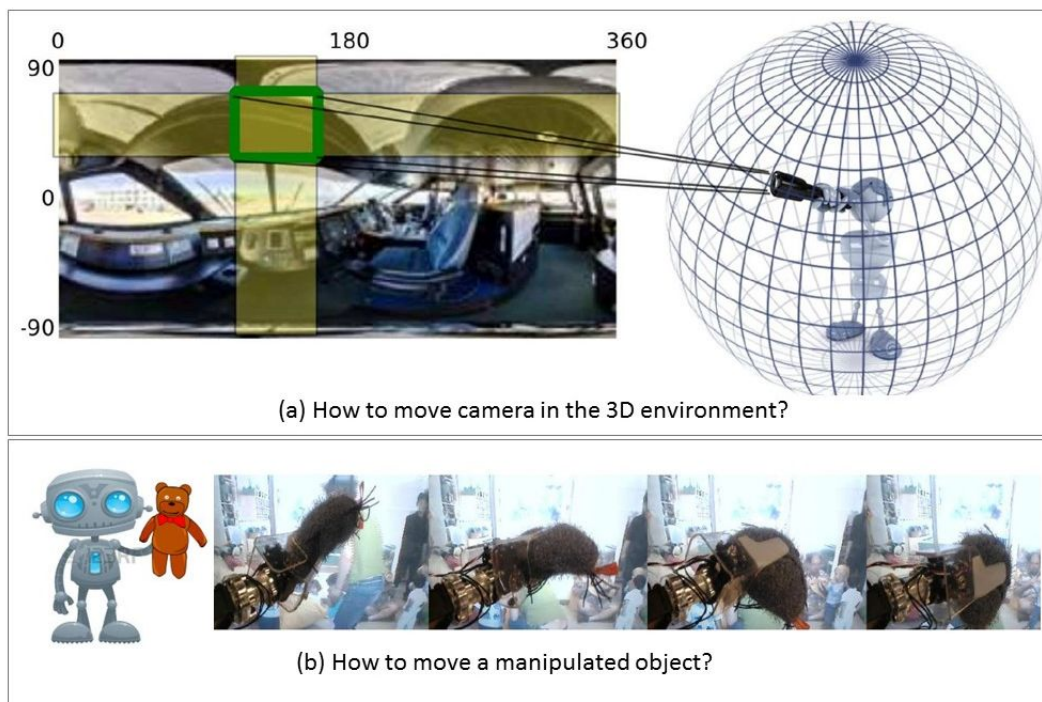 0 180 360
90
0
-90
(a) How to move camera in the 3D environment?
(b) How to move a manipulated object?